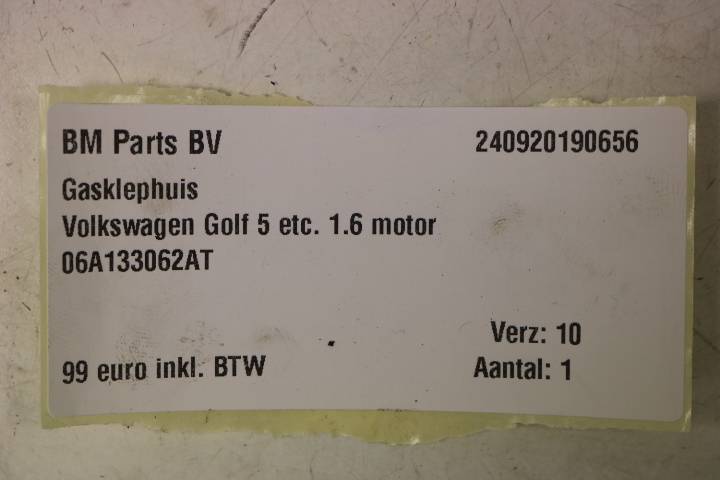 BM Parts BV 240920190656
Gasklephuis
Volkswagen Golf 5 etc. 1.6 motor
06A133062AT
Verz: 10
99 euro inkl. BTW Aantal: 1